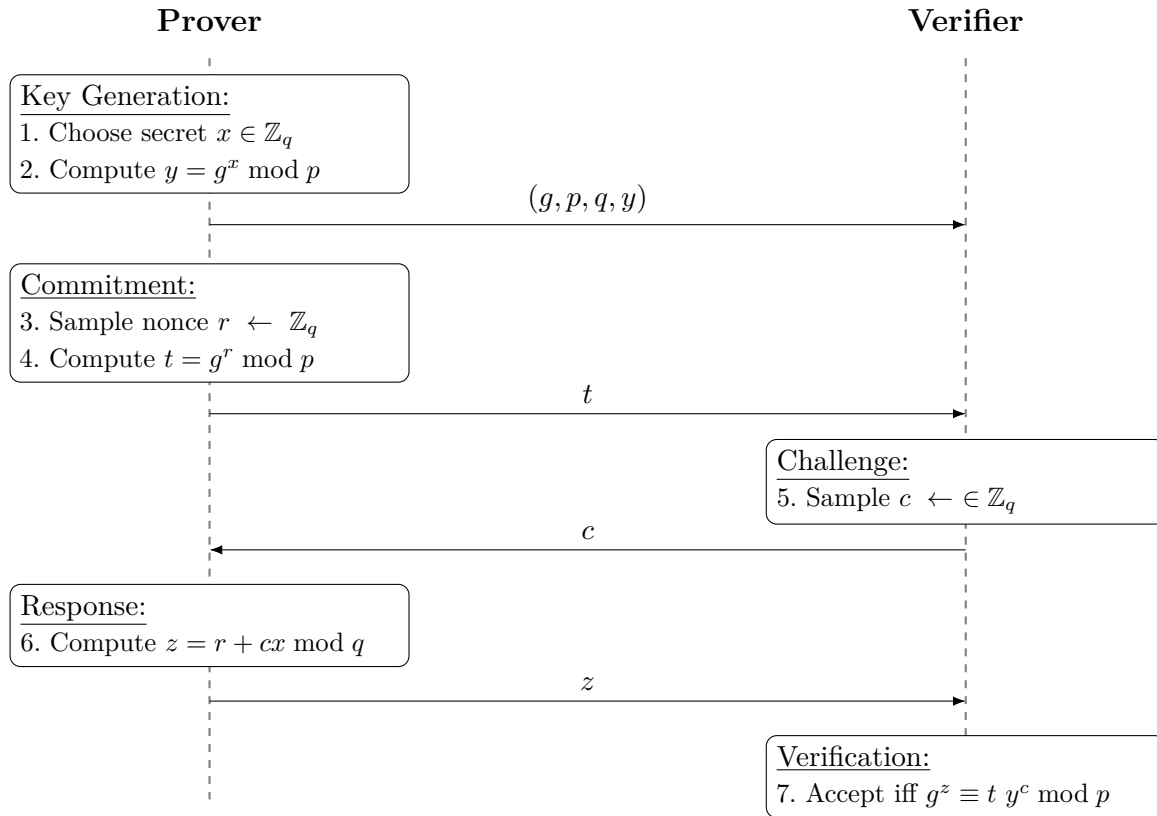 Prover
Verifier
Key Generation:
1. Choose secret x ∈ ℤ_q
2. Compute y = g^x mod p
(g, p, q, y)
Commitment:
3. Sample nonce r ← ℤ_q
4. Compute t = g^r mod p
t
Challenge:
5. Sample c ← ∈ ℤ_q
c
Response:
6. Compute z = r + cx mod q
z
Verification:
7. Accept iff g^z ≡ t y^c mod p